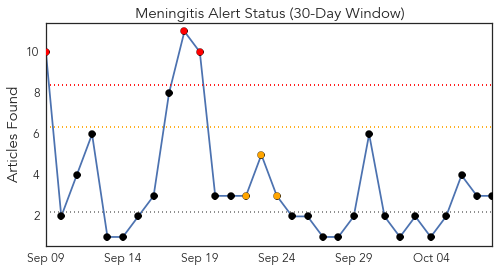 Meningitis Alert Status (30-Day Window)
Articles Found
10
8
6
4
2
Sep 09 Sep 14 Sep 19 Sep 24 Sep 29 Oct 04